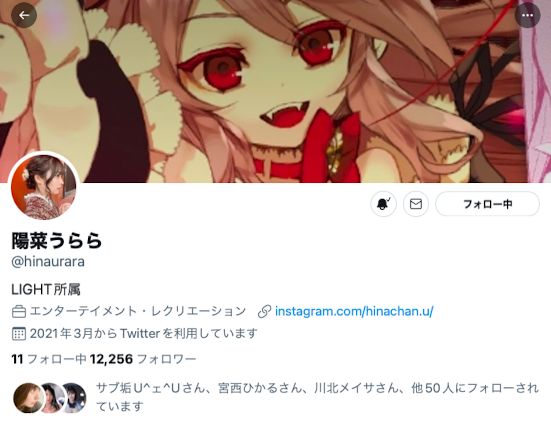 フォロー中
陽菜うらら
@hinaurara
LIGHT所属
エンターテイメント・レクリエーション instagram.com/hinachan.u/
2021年3月からTwitterを利用しています
11 フォロー中 12,256 フォロワー
サブ垢U^ェ^Uさん、宮西ひかるさん、川北メイサさん、他50人にフォローされ
ています